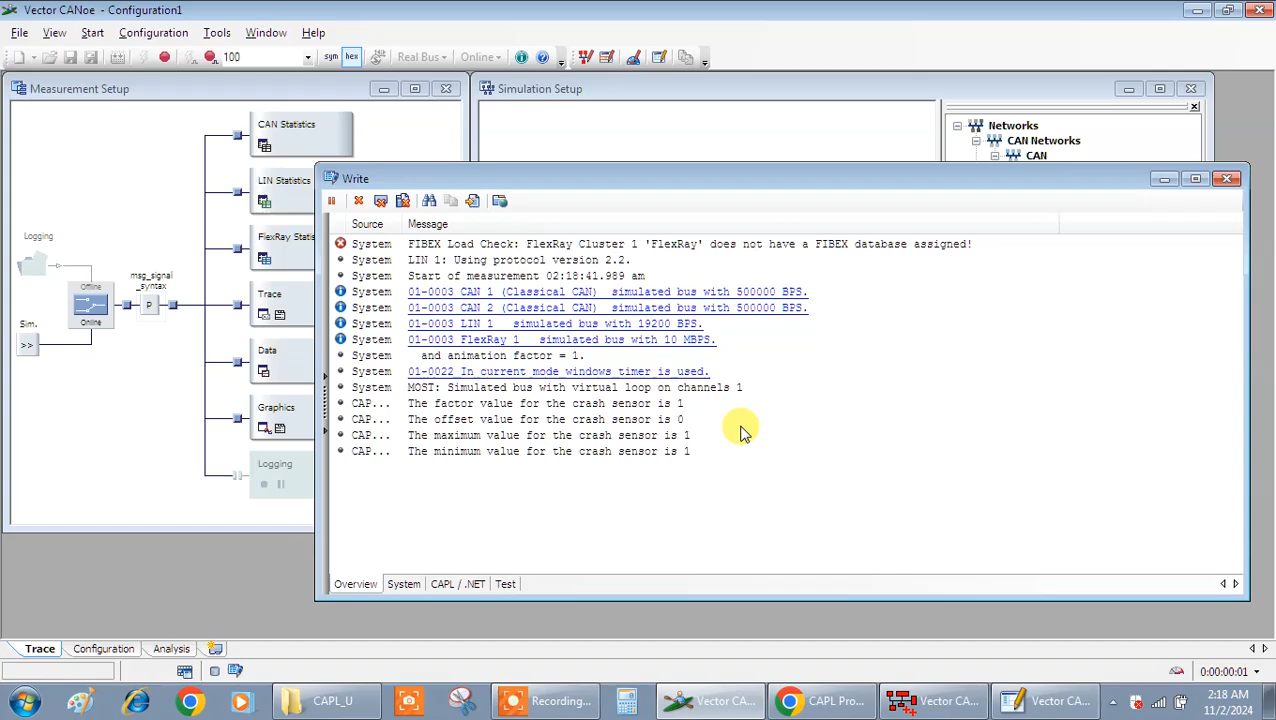 Vector CANoe - Configuration1
File View Start Configuration Tools Window Help
100 sym hex Real Bus Online
Measurement Setup
Simulation Setup
CAN Statistics
LIN Statistics
FlexRay Stati
Trace
Data
Graphics
Logging
Logging
msg_signal
_syntax
Offline
Online
P
Sim.
>>
Networks
CAN Networks
CAN
Write
Source Message
System FIBEX Load Check: FlexRay Cluster 1 'FlexRay' does not have a FIBEX database assigned!
System LIN 1: Using protocol version 2.2.
System Start of measurement 02:18:41.989 am
System 01-0003 CAN 1 (Classical CAN) simulated bus with 500000 BPS.
System 01-0003 CAN 2 (Classical CAN) simulated bus with 500000 BPS.
System 01-0003 LIN 1 simulated bus with 19200 BPS.
System 01-0003 FlexRay 1 simulated bus with 10 MBPS.
System and animation factor = 1.
System 01-0022 In current mode windows timer is used.
System MOST: Simulated bus with virtual loop on channels 1
CAP... The factor value for the crash sensor is 1
CAP... The offset value for the crash sensor is 0
CAP... The maximum value for the crash sensor is 1
CAP... The minimum value for the crash sensor is 1
Overview System CAPL / .NET Test
Trace Configuration Analysis
0:00:00:01
CAPL_U Recording... Vector CA... CAPL Pro... Vector CA... Vector CA...
2:18 AM
11/2/2024